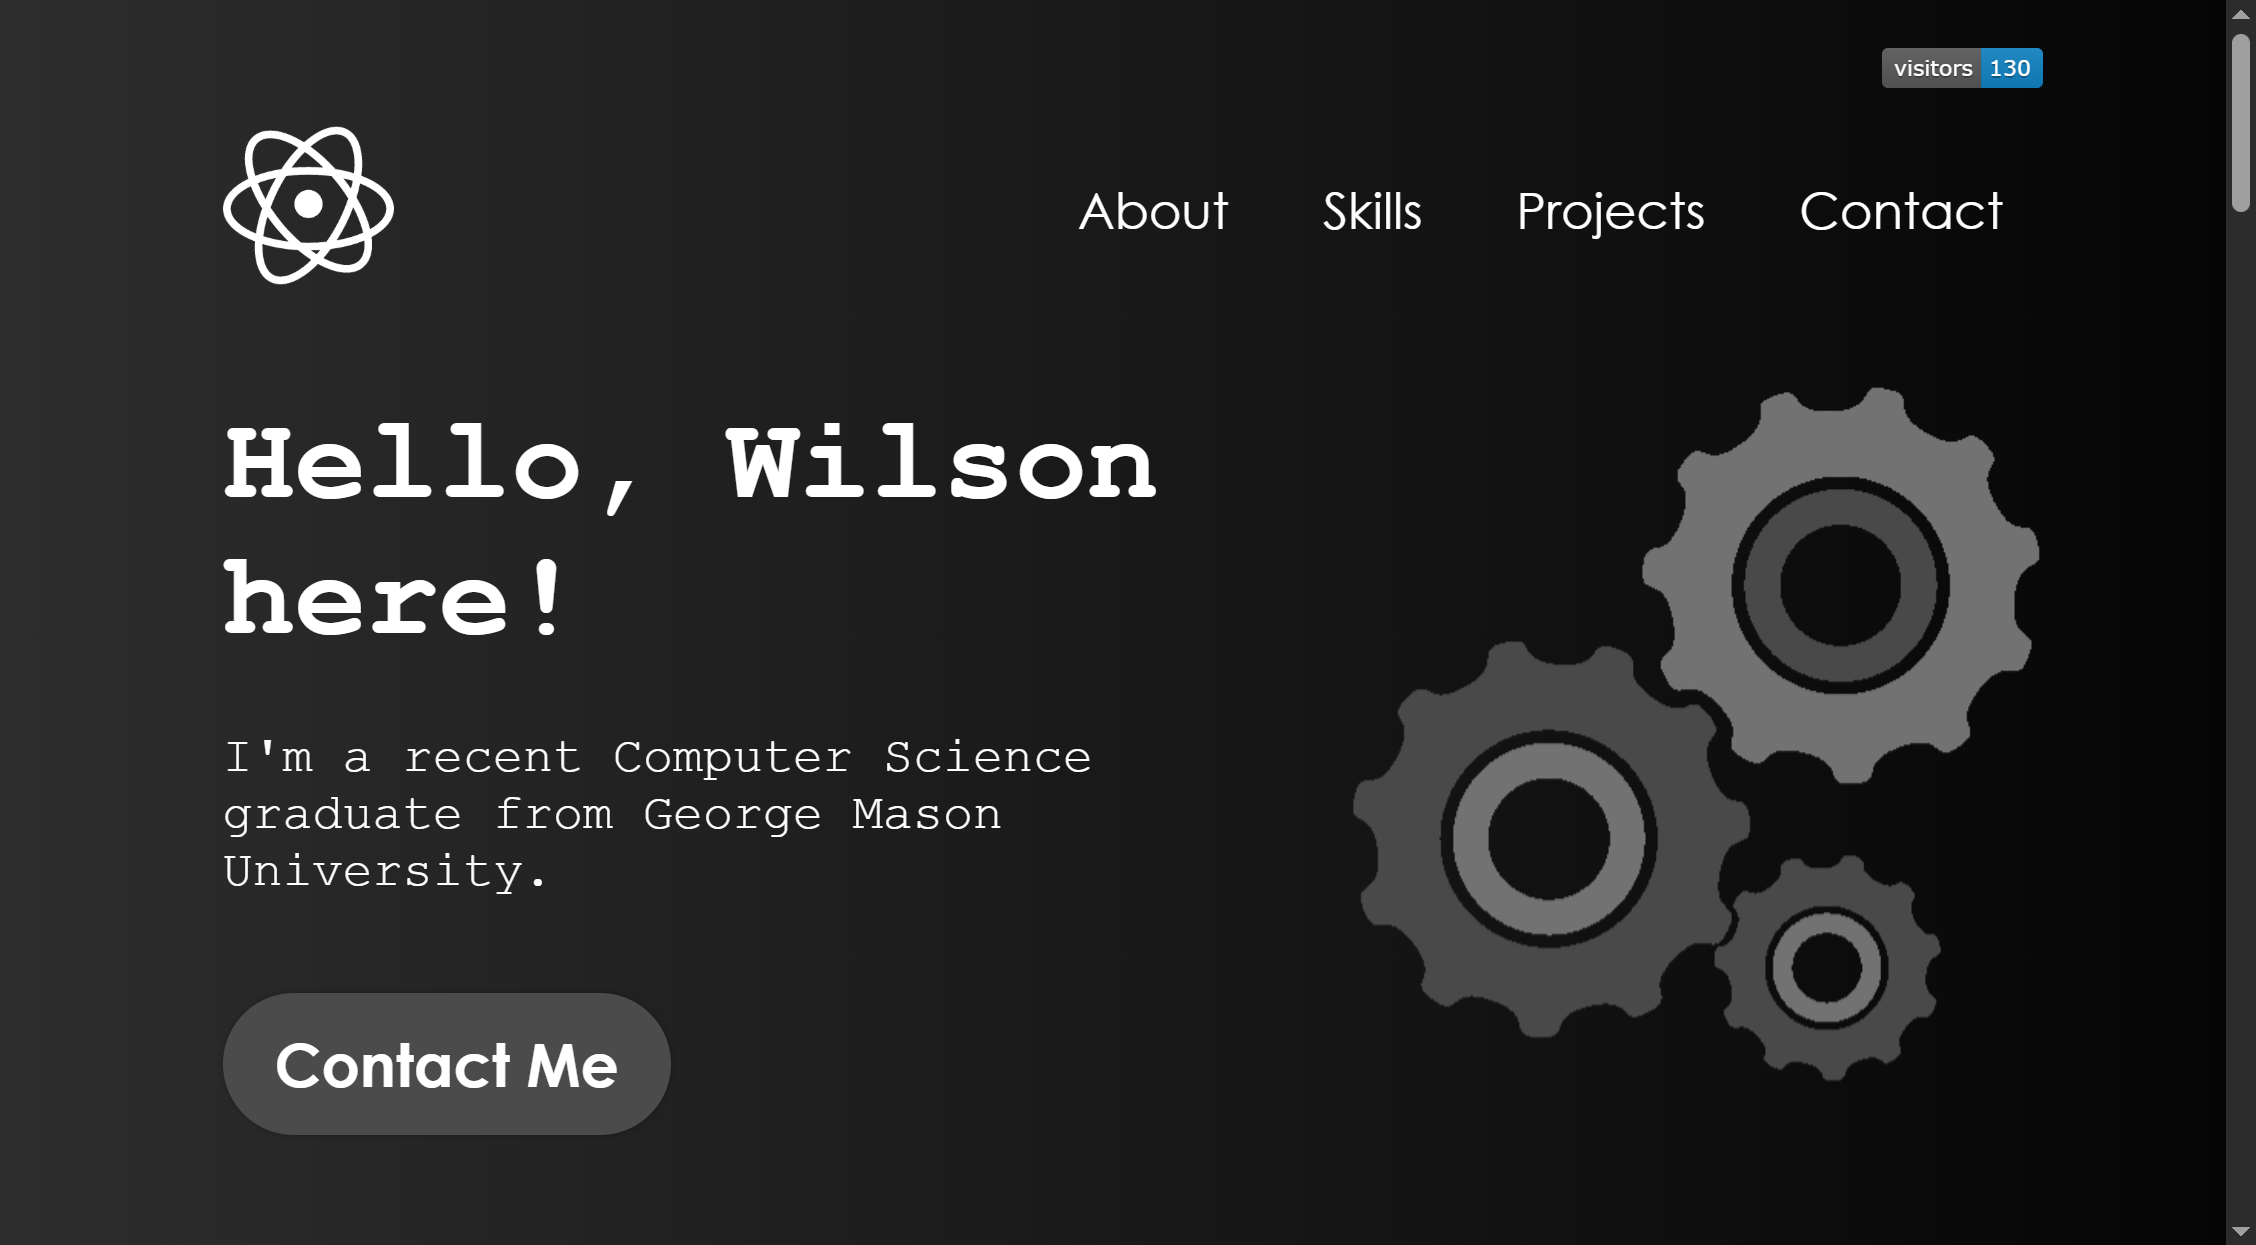 visitors 130
About Skills Projects Contact
Hello, Wilson
here!
I'm a recent Computer Science
graduate from George Mason
University.
Contact Me